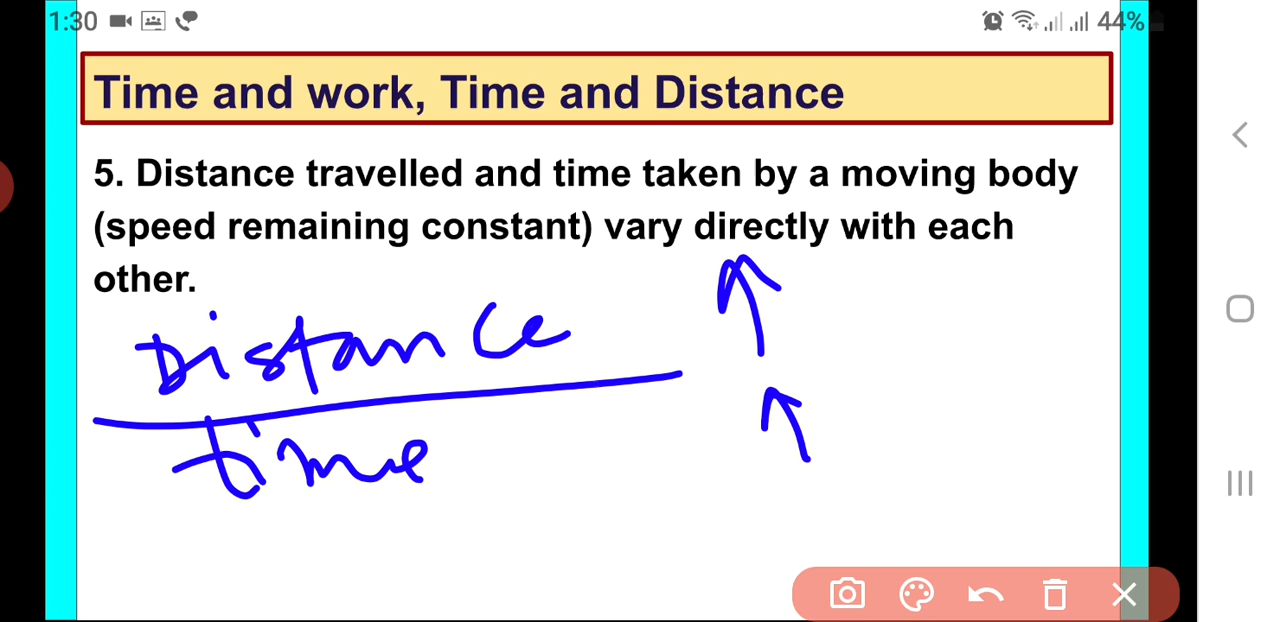 1:30
44%
Time and work, Time and Distance
5. Distance travelled and time taken by a moving body
(speed remaining constant) vary directly with each
other.
Distance
time